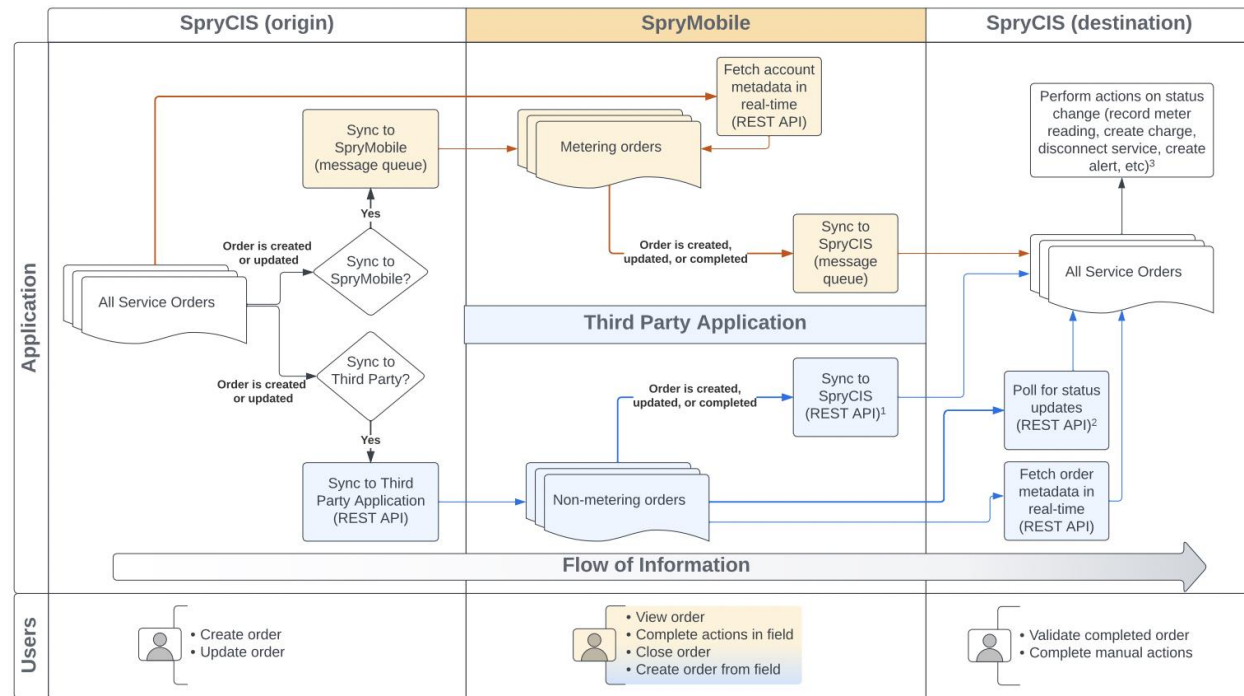 SpryCIS (origin)
SpryMobile
SpryCIS (destination)
Application
Fetch account
metadata in
real-time
(REST API)
Perform actions on status
change (record meter
reading, create charge,
disconnect service, create
alert, etc)³
Sync to
SpryMobile
(message queue)
Metering orders
Yes
Order is created
or updated
Sync to
SpryMobile?
Order is created,
updated, or completed
Sync to
SpryCIS
(message
queue)
All Service Orders
All Service Orders
Third Party Application
Sync to
Third Party?
Order is created
or updated
Order is created,
updated, or completed
Sync to
SpryCIS
(REST API)¹
Poll for status
updates
(REST API)²
Yes
Sync to Third
Party Application
(REST API)
Non-metering orders
Fetch order
metadata in
real-time
(REST API)
Flow of Information
Users
• Create order
• Update order
• View order
• Complete actions in field
• Close order
• Create order from field
• Validate completed order
• Complete manual actions